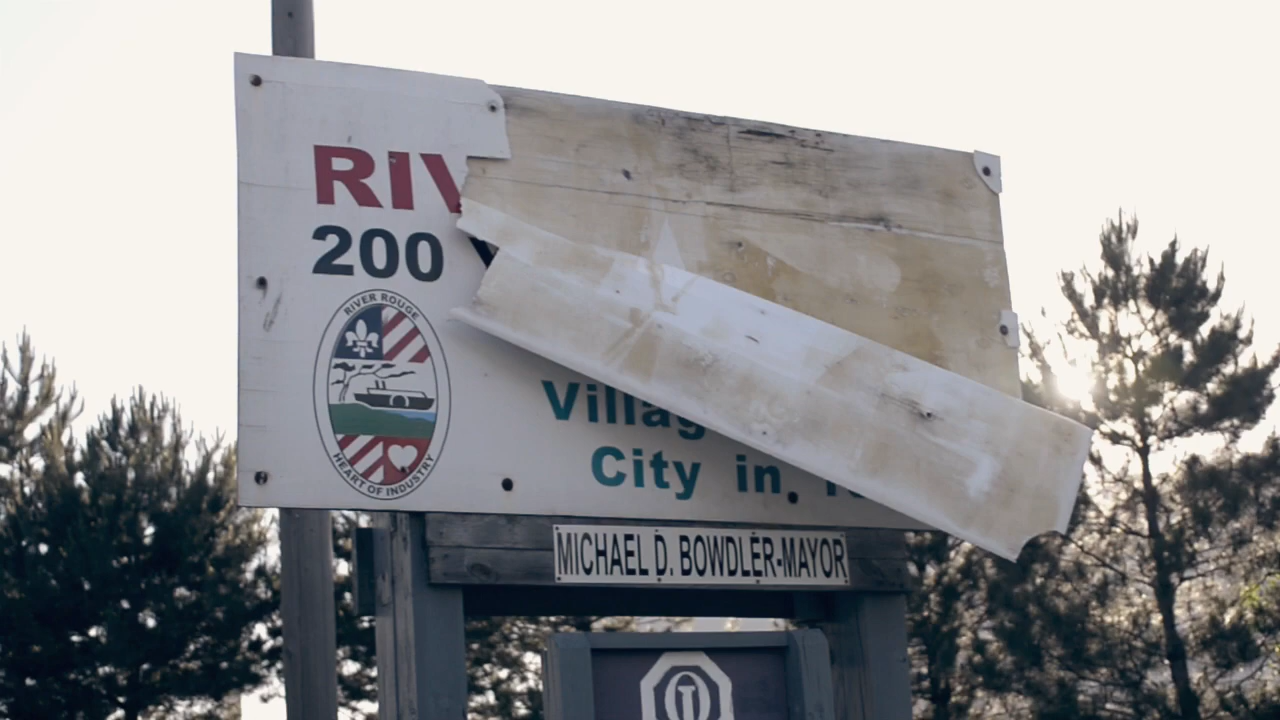 RIV
200
RIVER ROUGE
HEART OF INDUSTRY
Villag
City in
MICHAEL D. BOWDLER-MAYOR